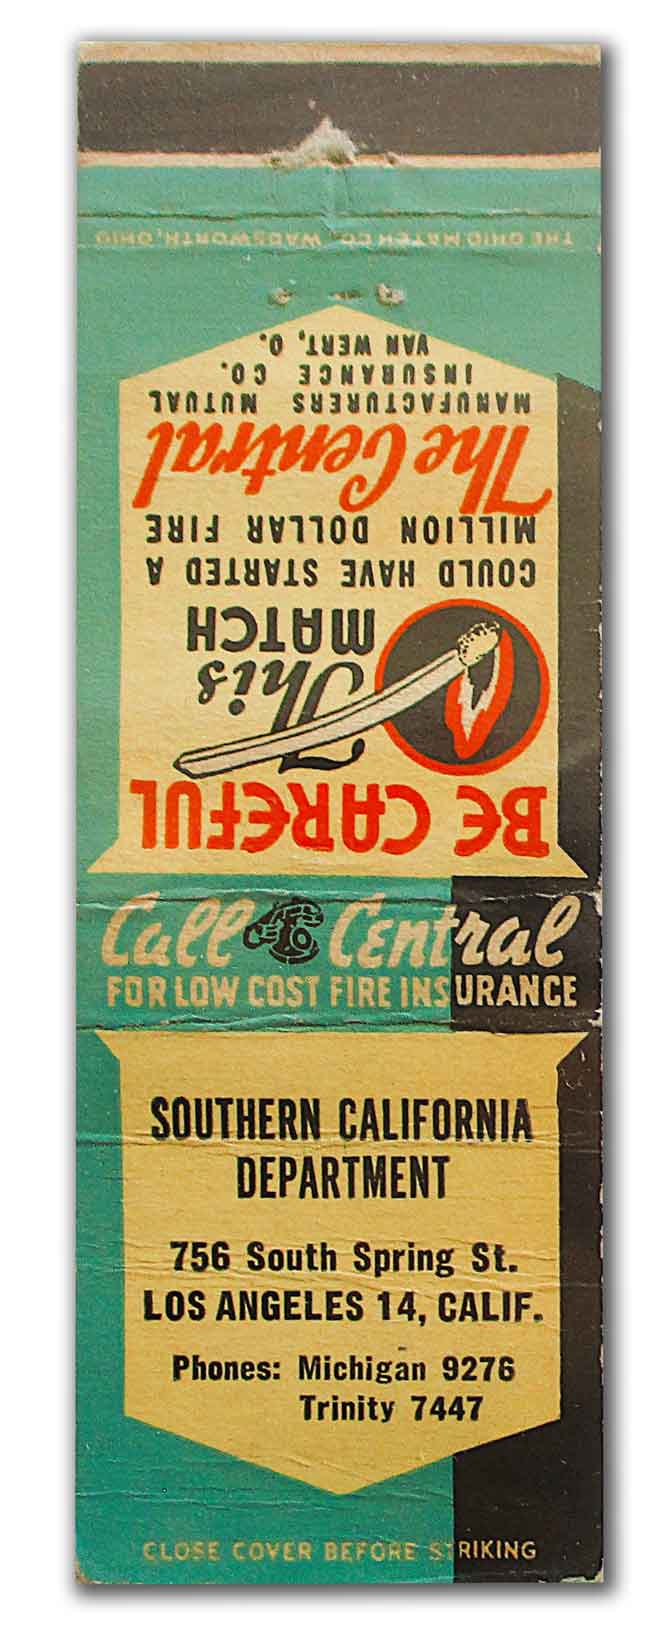 THE OHIO MATCH CO. WADSWORTH, OHIO
BE CAREFUL
This
MATCH
COULD HAVE STARTED A
MILLION DOLLAR FIRE
The Central
MANUFACTURERS MUTUAL
INSURANCE CO.
VAN WERT, O.
Call Central
FOR LOW COST FIRE INSURANCE
SOUTHERN CALIFORNIA
DEPARTMENT
756 South Spring St.
LOS ANGELES 14, CALIF.
Phones: Michigan 9276
Trinity 7447
CLOSE COVER BEFORE STRIKING